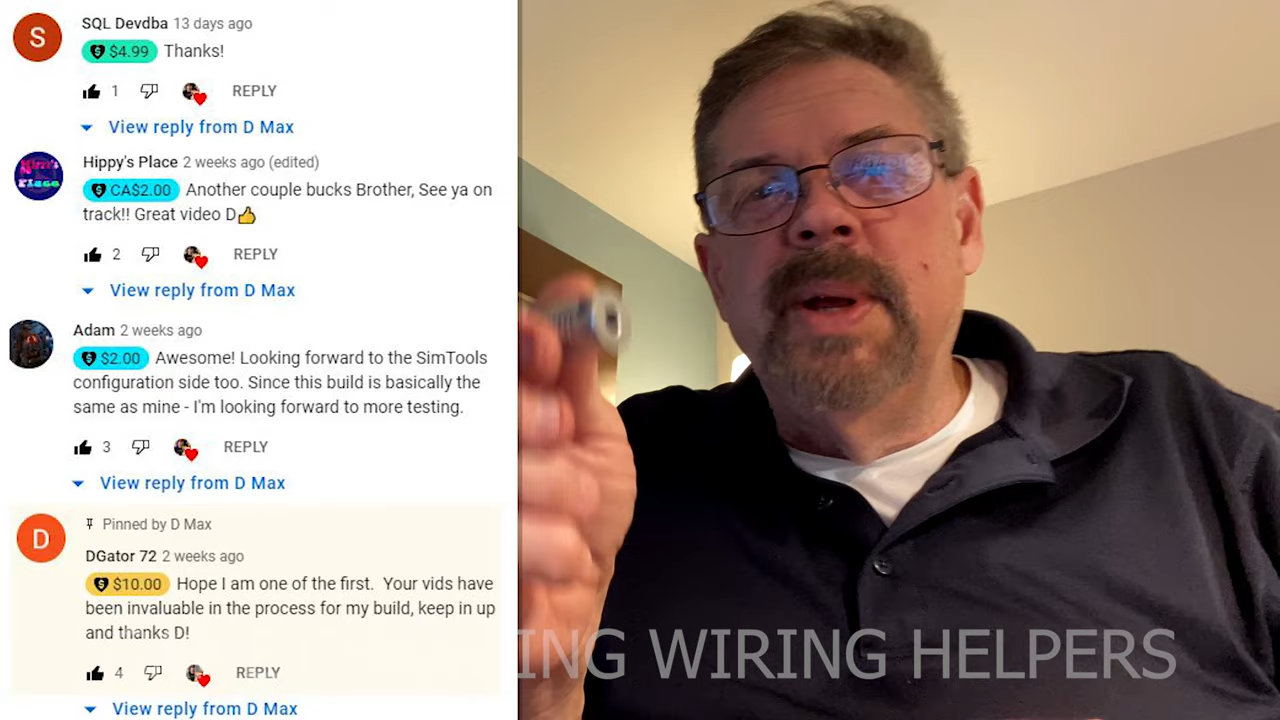 S
SQL Devdba 13 days ago
$4.99 Thanks!
1 REPLY
View reply from D Max
Hippy's Place
Hippy's Place 2 weeks ago (edited)
CA$2.00 Another couple bucks Brother, See ya on
track!! Great video D👍
2 REPLY
View reply from D Max
Adam 2 weeks ago
$2.00 Awesome! Looking forward to the SimTools
configuration side too. Since this build is basically the
same as mine - I'm looking forward to more testing.
3 REPLY
View reply from D Max
Pinned by D Max
D
DGator 72 2 weeks ago
$10.00 Hope I am one of the first. Your vids have
been invaluable in the process for my build, keep in up
and thanks D!
4 REPLY
View reply from D Max
ING WIRING HELPERS